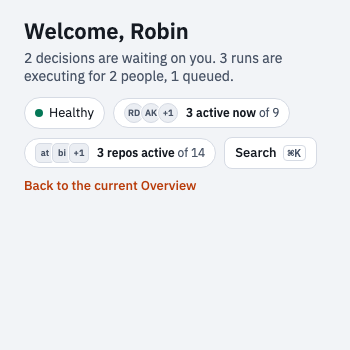 Welcome, Robin
2 decisions are waiting on you. 3 runs are
executing for 2 people, 1 queued.
Healthy
RD AK +1 3 active now of 9
at bi +1 3 repos active of 14
Search ⌘K
Back to the current Overview